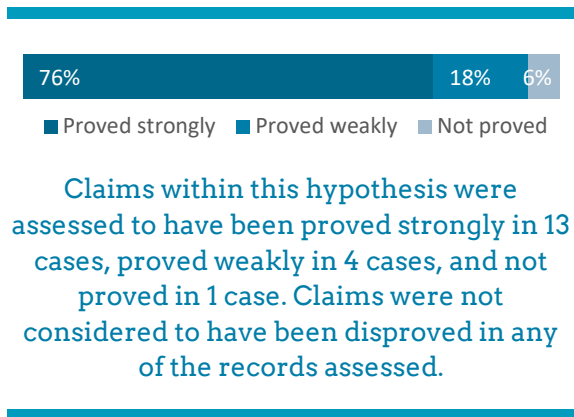 76% 18% 6%
Proved strongly Proved weakly Not proved
Claims within this hypothesis were
assessed to have been proved strongly in 13
cases, proved weakly in 4 cases, and not
proved in 1 case. Claims were not
considered to have been disproved in any
of the records assessed.